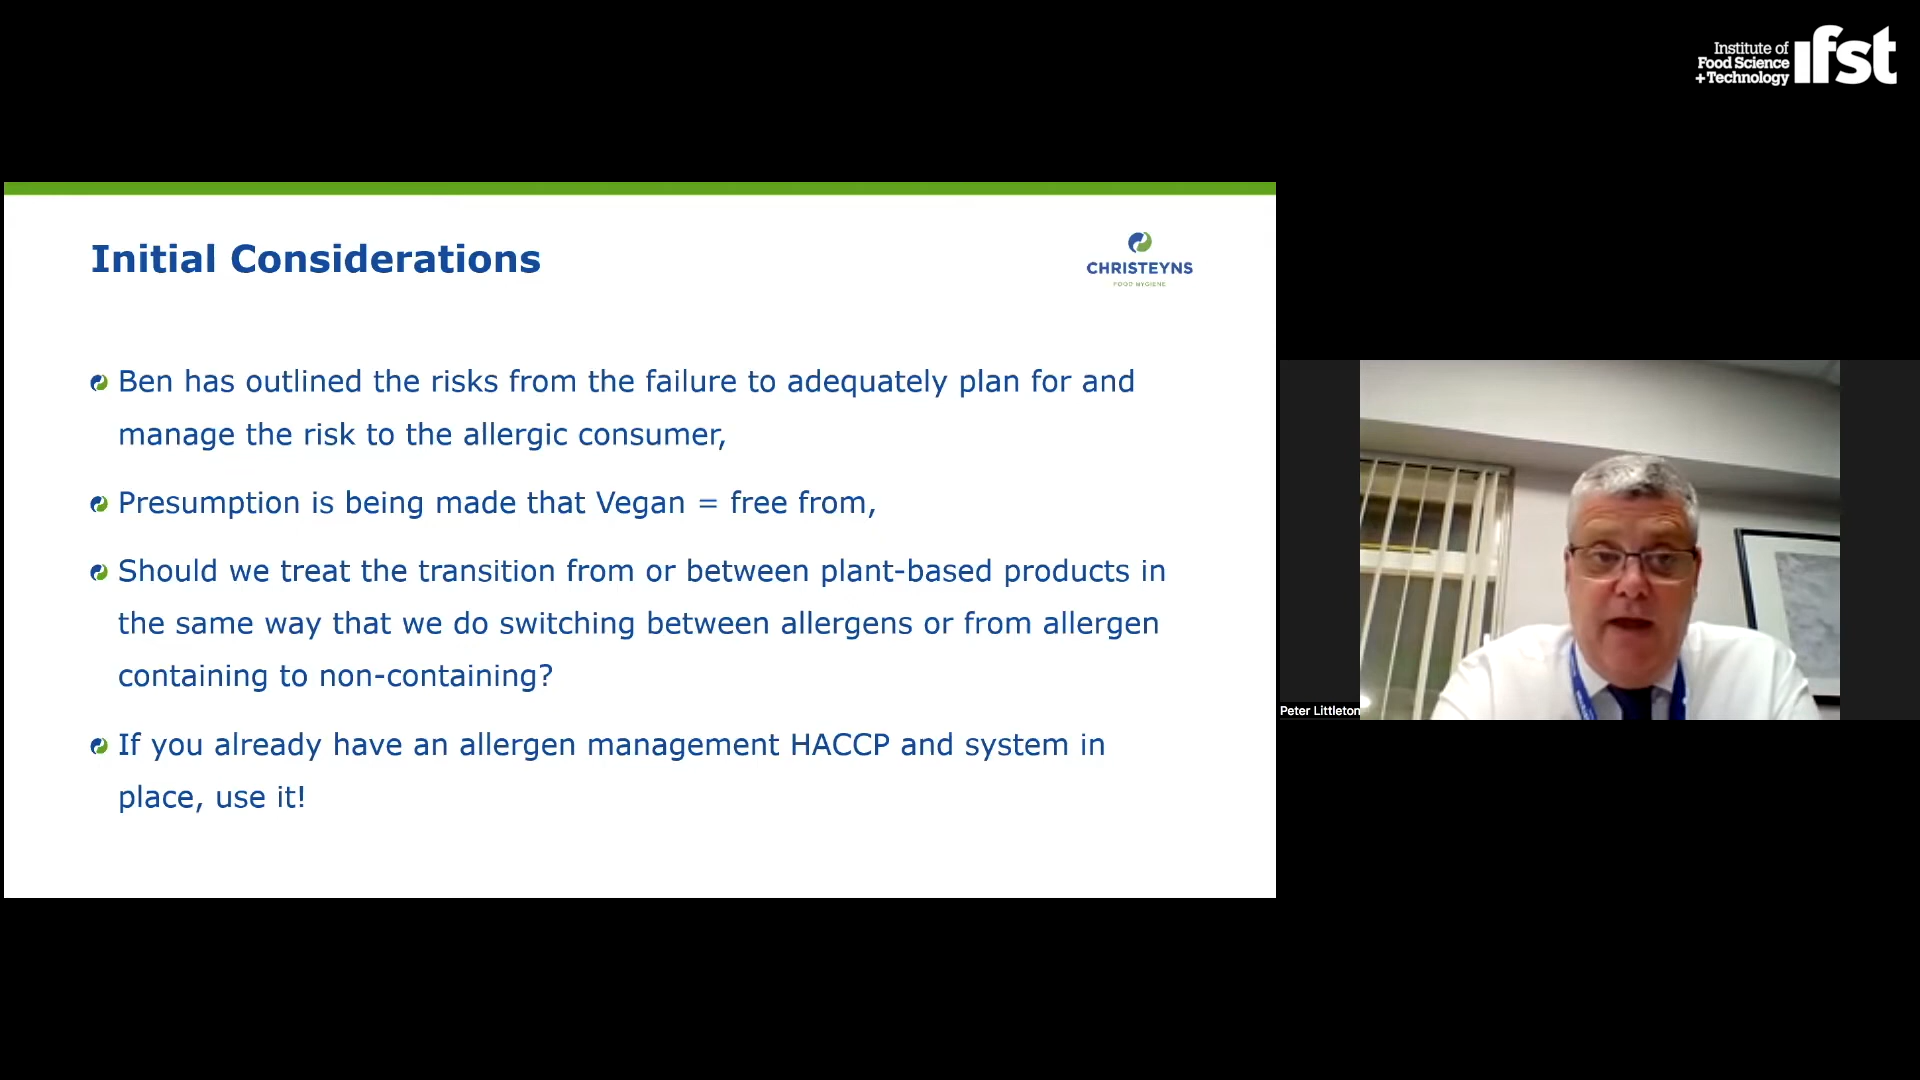 Institute of
Food Science
+Technology
ifst
Initial Considerations
CHRISTEYNS
FOOD HYGIENE
Ben has outlined the risks from the failure to adequately plan for and
manage the risk to the allergic consumer,
Presumption is being made that Vegan = free from,
Should we treat the transition from or between plant-based products in
the same way that we do switching between allergens or from allergen
containing to non-containing?
If you already have an allergen management HACCP and system in
place, use it!
Peter Littleton